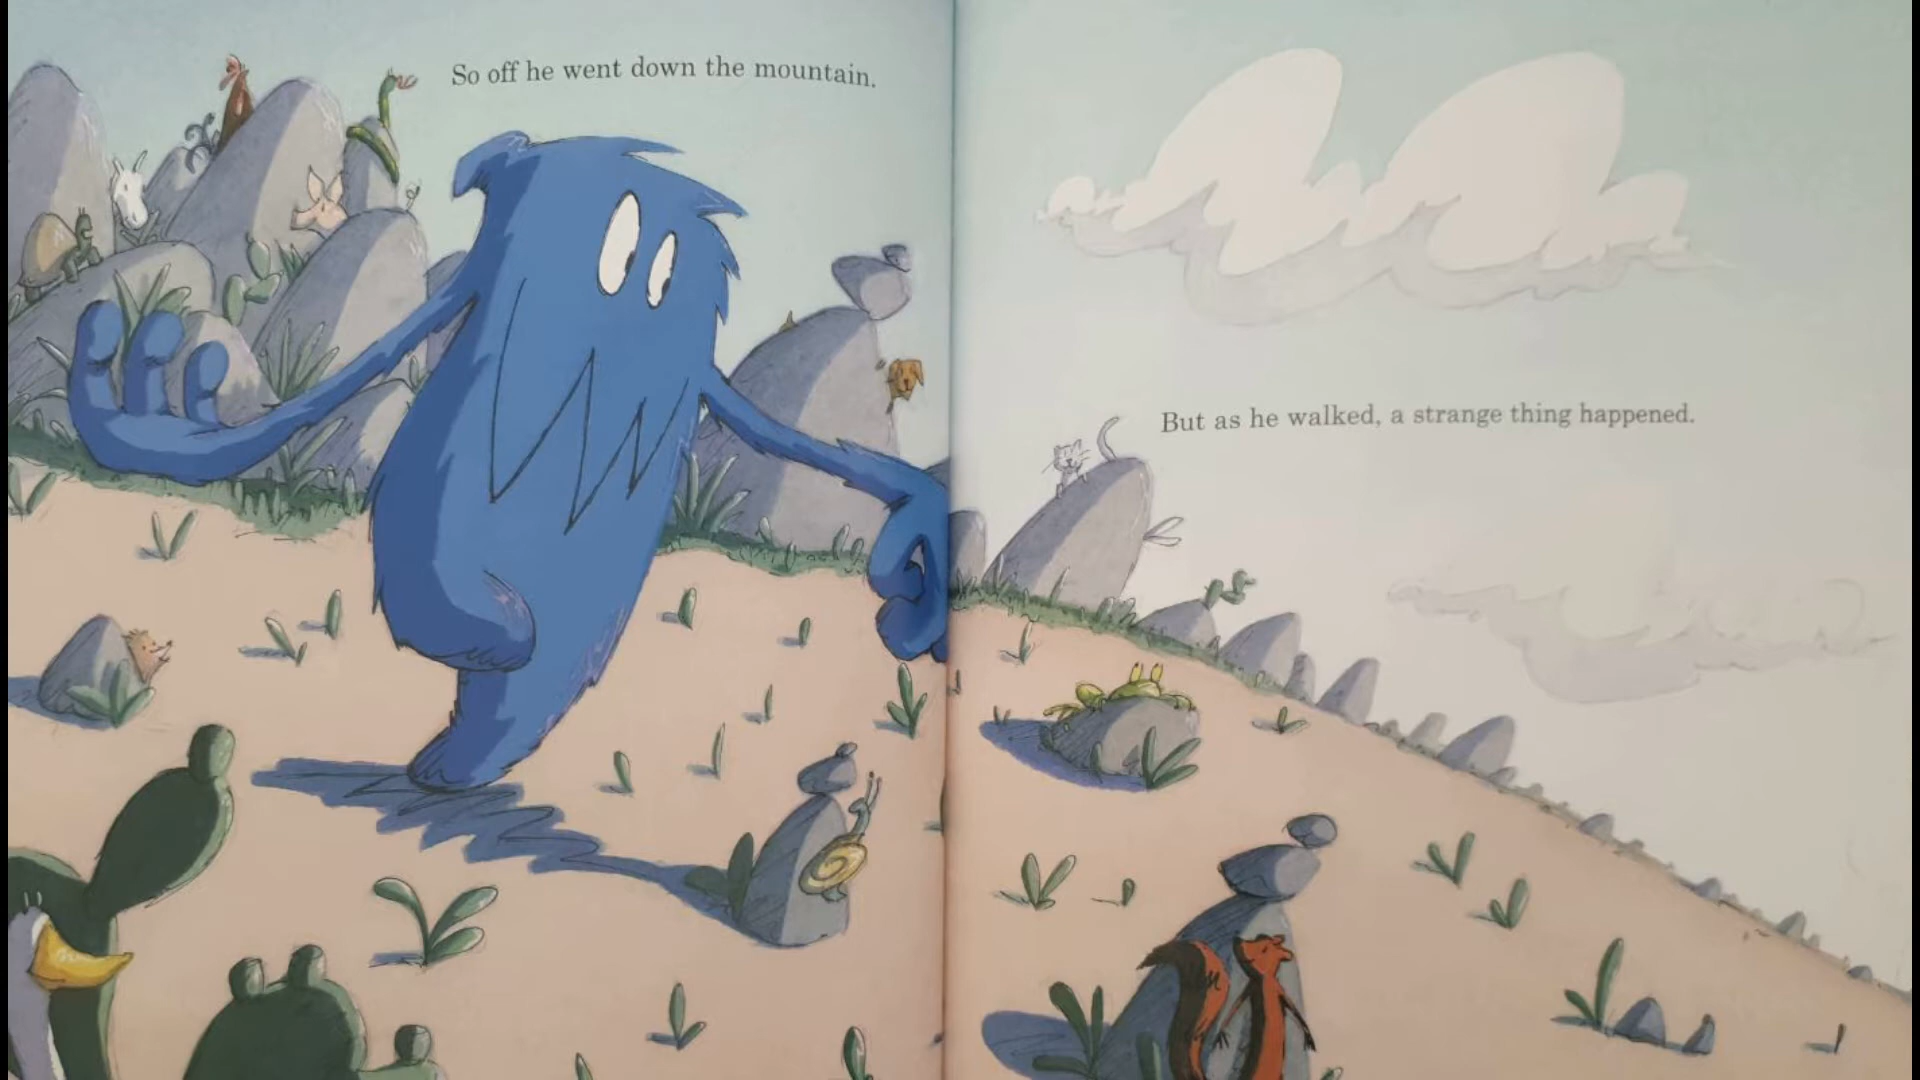 So off he went down the mountain.
But as he walked, a strange thing happened.